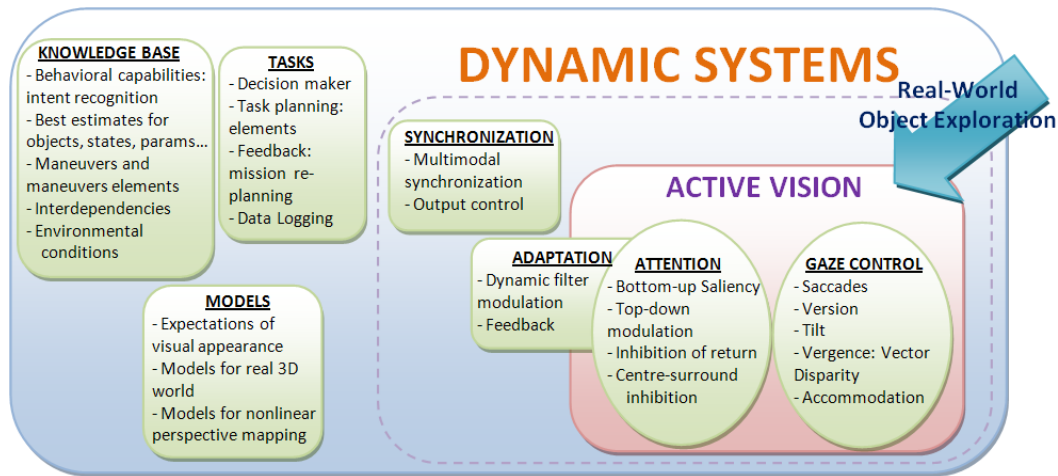 DYNAMIC SYSTEMS
Real-World
Object Exploration
KNOWLEDGE BASE
- Behavioral capabilities:
intent recognition
- Best estimates for
objects, states, params...
- Maneuvers and
maneuvers elements
- Interdependencies
- Environmental
conditions
TASKS
- Decision maker
- Task planning:
elements
- Feedback:
mission re-
planning
- Data Logging
SYNCHRONIZATION
- Multimodal
synchronization
- Output control
ACTIVE VISION
ADAPTATION
- Dynamic filter
modulation
- Feedback
ATTENTION
- Bottom-up Saliency
- Top-down
modulation
- Inhibition of return
- Centre-surround
inhibition
GAZE CONTROL
- Saccades
- Version
- Tilt
- Vergence: Vector
Disparity
- Accommodation
MODELS
- Expectations of
visual appearance
- Models for real 3D
world
- Models for nonlinear
perspective mapping